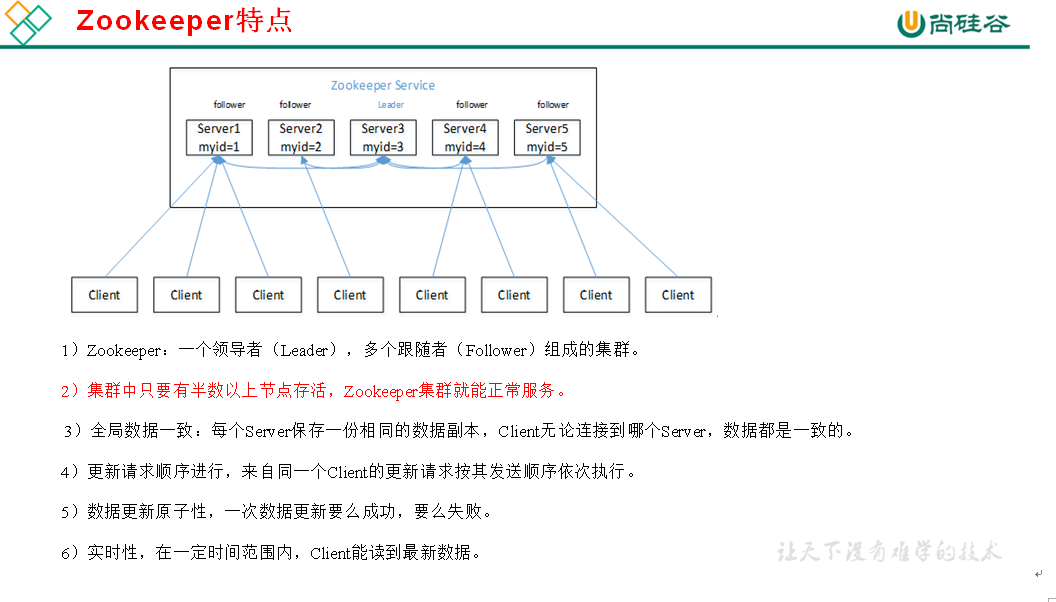 Zookeeper特点
尚硅谷
Zookeeper Service
follower follower Leader follower follower
Server1 Server2 Server3 Server4 Server5
myid=1 myid=2 myid=3 myid=4 myid=5
Client Client Client Client Client Client Client Client
1）Zookeeper：一个领导者（Leader），多个跟随者（Follower）组成的集群。
2）集群中只要有半数以上节点存活，Zookeeper集群就能正常服务。
3）全局数据一致：每个Server保存一份相同的数据副本，Client无论连接到哪个Server，数据都是一致的。
4）更新请求顺序进行，来自同一个Client的更新请求按其发送顺序依次执行。
5）数据更新原子性，一次数据更新要么成功，要么失败。
6）实时性，在一定时间范围内，Client能读到最新数据。
让天下没有难学的技术